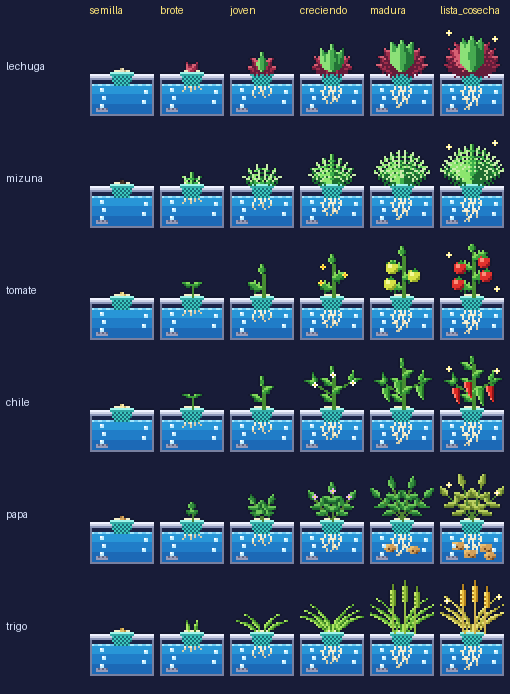 semilla brote joven creciendo madura lista_cosecha
lechuga
mizuna
tomate
chile
papa
trigo